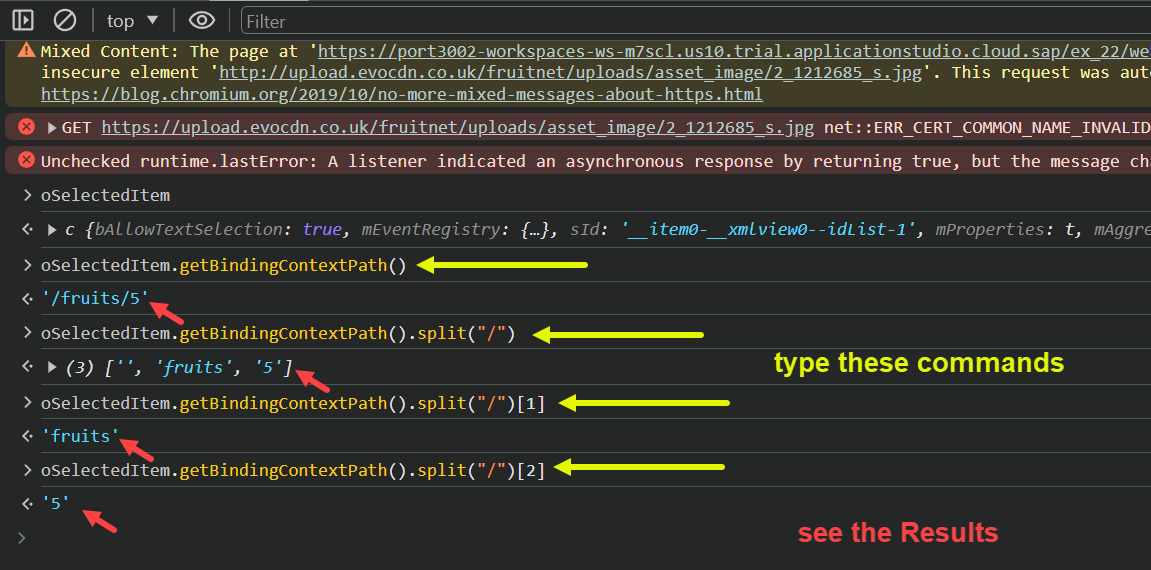 top ▼ Filter
Mixed Content: The page at 'https://port3002-workspaces-ws-m7scl.us10.trial.applicationstudio.cloud.sap/ex_22/we
insecure element 'http://upload.evocdn.co.uk/fruitnet/uploads/asset_image/2_1212685_s.jpg'. This request was aut
https://blog.chromium.org/2019/10/no-more-mixed-messages-about-https.html
▶GET https://upload.evocdn.co.uk/fruitnet/uploads/asset_image/2_1212685_s.jpg net::ERR_CERT_COMMON_NAME_INVALID
Unchecked runtime.lastError: A listener indicated an asynchronous response by returning true, but the message cha
> oSelectedItem
▶ c {bAllowTextSelection: true, mEventRegistry: {…}, sId: '__item0-__xmlview0--idList-1', mProperties: t, mAggre
> oSelectedItem.getBindingContextPath()
'/fruits/5'
> oSelectedItem.getBindingContextPath().split("/")
▶ (3) ['', 'fruits', '5']
type these commands
> oSelectedItem.getBindingContextPath().split("/")[1]
'fruits'
> oSelectedItem.getBindingContextPath().split("/")[2]
'5'
see the Results
>